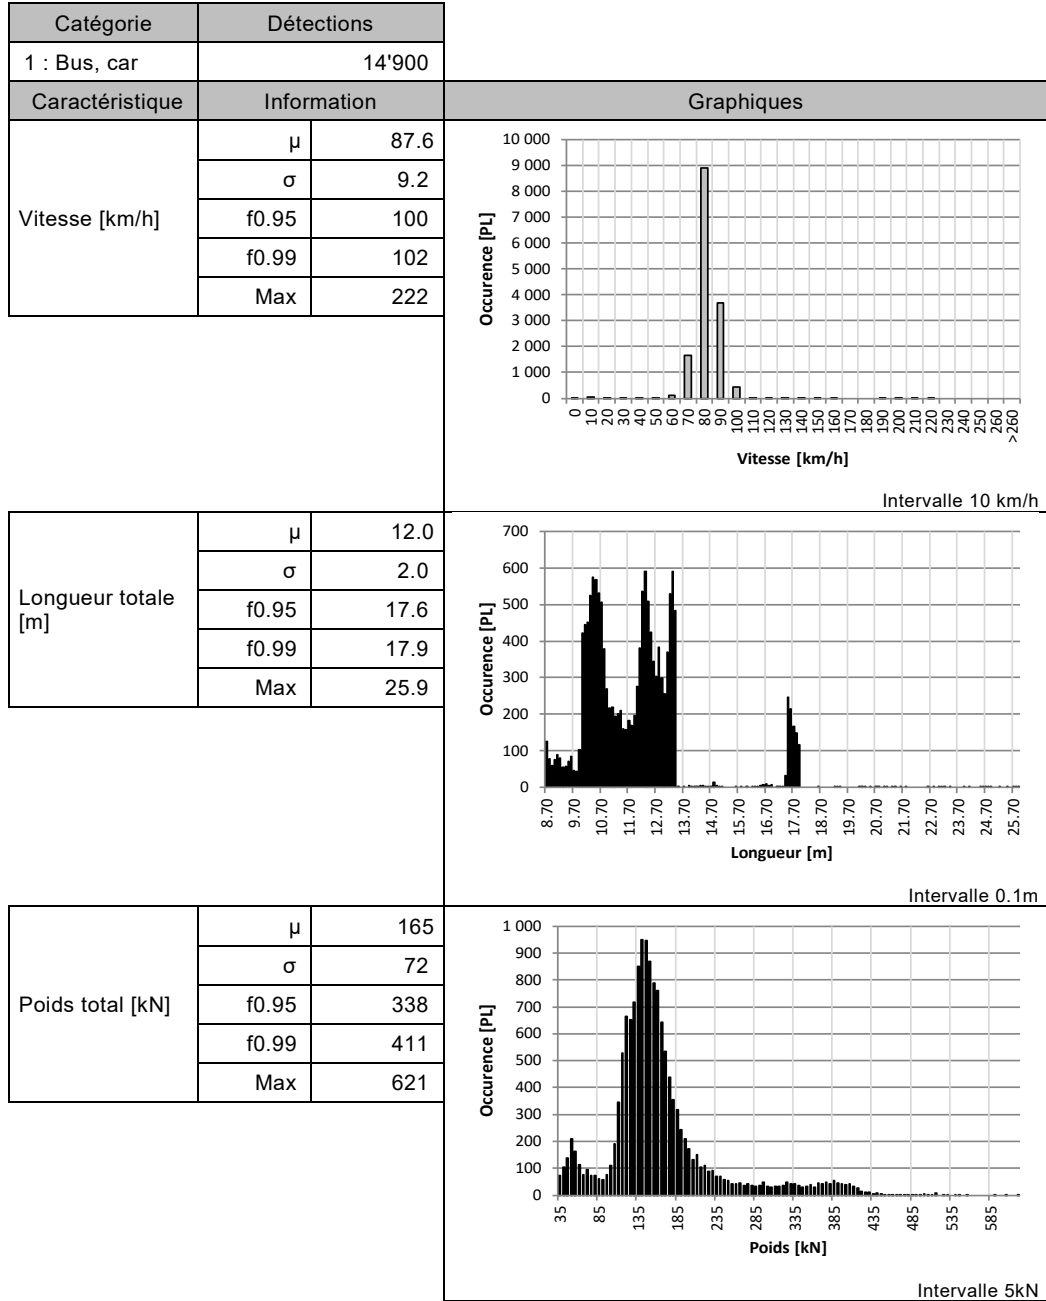 Catégorie Détections
1 : Bus, car 14'900
Caractéristique Information Graphiques
Vitesse [km/h]
µ 87.6
σ 9.2
f0.95 100
f0.99 102
Max 222
Occurence [PL]
10 000
9 000
8 000
7 000
6 000
5 000
4 000
3 000
2 000
1 000
0
0 10 20 30 40 50 60 70 80 90 100 110 120 130 140 150 160 170 180 190 200 210 220 230 240 250 260 >260
Vitesse [km/h]
Intervalle 10 km/h
Longueur totale
[m]
µ 12.0
σ 2.0
f0.95 17.6
f0.99 17.9
Max 25.9
Occurence [PL]
700
600
500
400
300
200
100
0
8.70 9.70 10.70 11.70 12.70 13.70 14.70 15.70 16.70 17.70 18.70 19.70 20.70 21.70 22.70 23.70 24.70 25.70
Longueur [m]
Intervalle 0.1m
Poids total [kN]
µ 165
σ 72
f0.95 338
f0.99 411
Max 621
Occurence [PL]
1 000
900
800
700
600
500
400
300
200
100
0
35 85 135 185 235 285 335 385 435 485 535 585
Poids [kN]
Intervalle 5kN